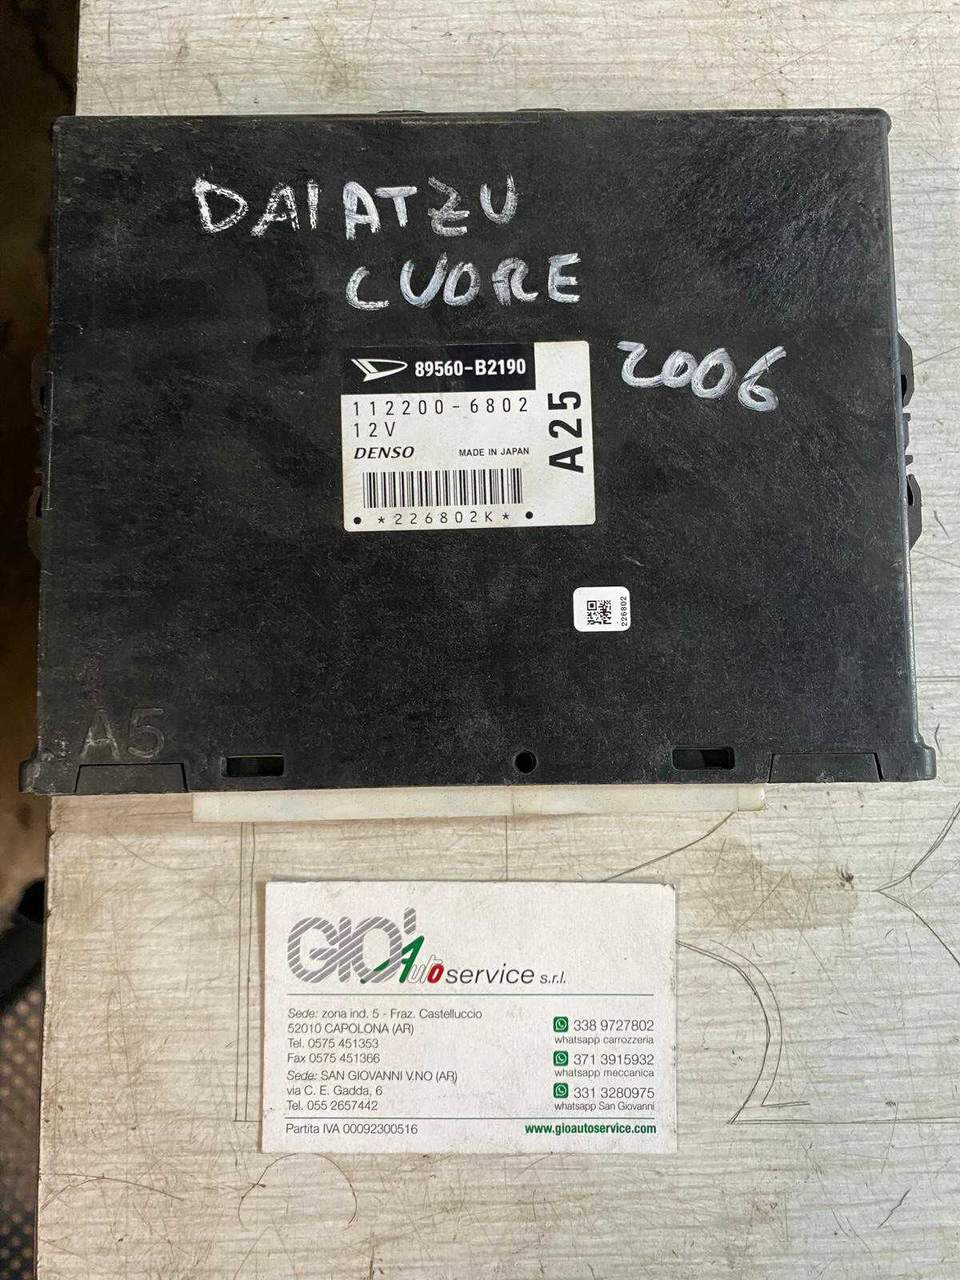 DAIATZU
CUORE
2006
89560-B2190
112200-6802
12V
DENSO MADE IN JAPAN
A25
*226802K*
226802
A5
GIO' Autoservice s.r.l.
Sede: zona ind. 5 - Fraz. Castelluccio
52010 CAPOLONA (AR)
Tel. 0575 451353
Fax 0575 451366
Sede: SAN GIOVANNI V.NO (AR)
via C. E. Gadda, 6
Tel. 055 2657442
338 9727802
whatsapp carrozzeria
371 3915932
whatsapp meccanica
331 3280975
whatsapp San Giovanni
Partita IVA 00092300516
www.gioautoservice.com